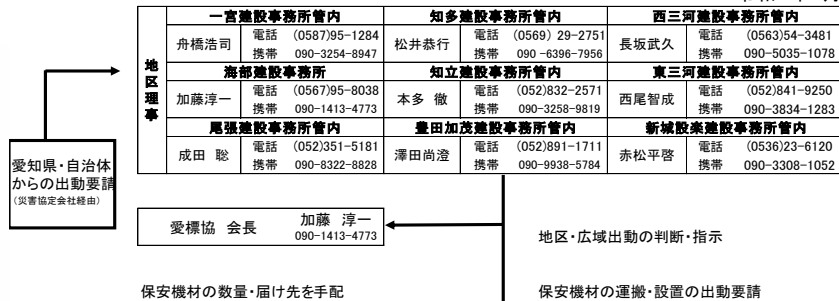 一宮建設事務所管内 知多建設事務所管内 西三河建設事務所管内
舟橋浩司 電話 (0587)95-1284 松井恭行 電話 (0569) 29-2751 長坂武久 電話 (0563)54-3481
携帯 090-3254-8947 携帯 090 -6396-7956 携帯 090-5035-1078
海部建設事務所 知立建設事務所管内 東三河建設事務所管内
加藤淳一 電話 (0567)95-8038 本多 徹 電話 (052)832-2571 西尾智成 電話 (052)841-9250
携帯 090-1413-4773 携帯 090-3258-9819 携帯 090-3834-1283
尾張建設事務所管内 豊田加茂建設事務所管内 新城設楽建設事務所管内
成田 聡 電話 (052)351-5181 澤田尚澄 電話 (052)891-1711 赤松平啓 電話 (0536)23-6120
携帯 090-8322-8828 携帯 090-9938-5784 携帯 090-3308-1052
地区理事
愛知県・自治体
からの出動要請
(災害協定会社経由)
愛標協 会長 加藤 淳一
090-1413-4773
地区・広域出動の判断・指示
保安機材の数量・届け先を手配 保安機材の運搬・設置の出動要請